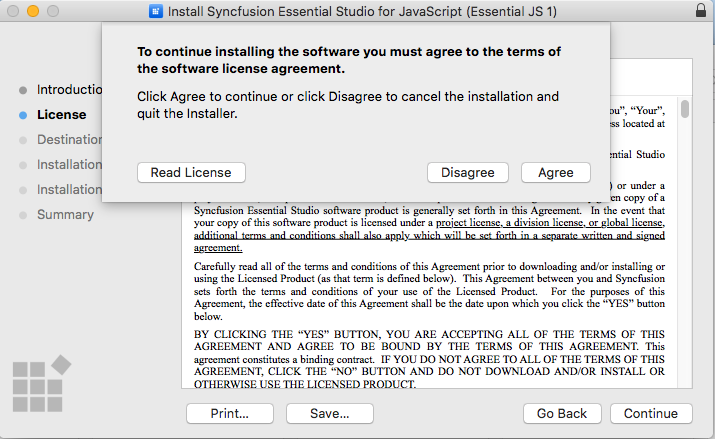 Install Syncfusion Essential Studio for JavaScript (Essential JS 1)
To continue installing the software you must agree to the terms of
the software license agreement.
Click Agree to continue or click Disagree to cancel the installation and
quit the Installer.
Read License
Disagree
Agree
Introductio
License
Destination
Installation
Installation
Summary
ou", "Your",
ess located at
ential Studio
) or under a
en copy of a
Syncfusion Essential Studio software product is generally set forth in this Agreement. In the event that
your copy of this software product is licensed under a project license, a division license, or global license,
additional terms and conditions shall also apply which will be set forth in a separate written and signed
agreement.
Carefully read all of the terms and conditions of this Agreement prior to downloading and/or installing or
using the Licensed Product (as that term is defined below). This Agreement between you and Syncfusion
sets forth the terms and conditions of your use of the Licensed Product. For the purposes of this
Agreement, the effective date of this Agreement shall be the date upon which you click the “YES” button
below.
BY CLICKING THE “YES” BUTTON, YOU ARE ACCEPTING ALL OF THE TERMS OF THIS
AGREEMENT AND AGREE TO BE BOUND BY THE TERMS OF THIS AGREEMENT. This
agreement constitutes a binding contract. IF YOU DO NOT AGREE TO ALL OF THE TERMS OF THIS
AGREEMENT, CLICK THE “NO” BUTTON AND DO NOT DOWNLOAD AND/OR INSTALL OR
OTHERWISE USE THE LICENSED PRODUCT.
Print...
Save...
Go Back
Continue